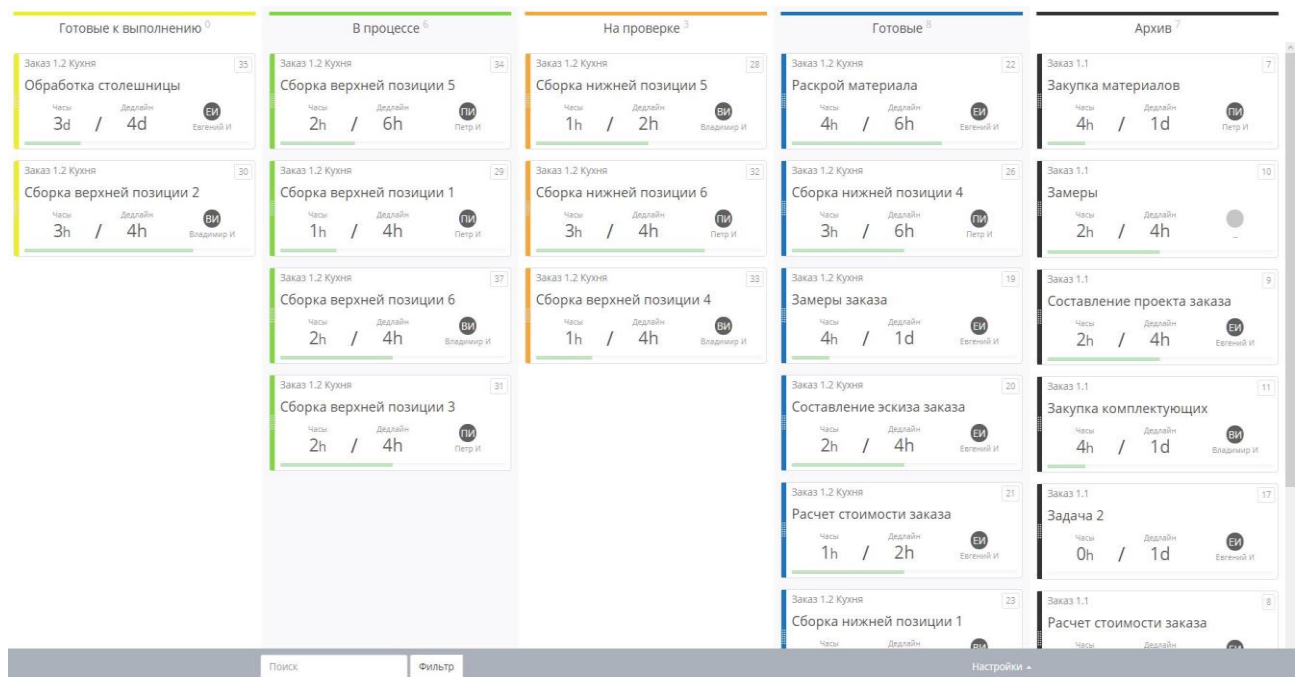 Готовые к выполнению 0
Заказ 1.2 Кухня 35
Обработка столешницы
Часы Дедлайн ЕИ
3d / 4d Евгений И
Заказ 1.2 Кухня 30
Сборка верхней позиции 2
Часы Дедлайн ВИ
3h / 4h Владимир И
В процессе 6
Заказ 1.2 Кухня 34
Сборка верхней позиции 5
Часы Дедлайн ПИ
2h / 6h Петр И
Заказ 1.2 Кухня 29
Сборка верхней позиции 1
Часы Дедлайн ПИ
1h / 4h Петр И
Заказ 1.2 Кухня 37
Сборка верхней позиции 6
Часы Дедлайн ВИ
2h / 4h Владимир И
Заказ 1.2 Кухня 31
Сборка верхней позиции 3
Часы Дедлайн ПИ
2h / 4h Петр И
На проверке 3
Заказ 1.2 Кухня 28
Сборка нижней позиции 5
Часы Дедлайн ВИ
1h / 2h Владимир И
Заказ 1.2 Кухня 32
Сборка нижней позиции 6
Часы Дедлайн ПИ
3h / 4h Петр И
Заказ 1.2 Кухня 33
Сборка верхней позиции 4
Часы Дедлайн ВИ
1h / 4h Владимир И
Готовые 8
Заказ 1.2 Кухня 22
Раскрой материала
Часы Дедлайн ЕИ
4h / 6h Евгений И
Заказ 1.2 Кухня 26
Сборка нижней позиции 4
Часы Дедлайн ПИ
3h / 6h Петр И
Заказ 1.2 Кухня 19
Замеры заказа
Часы Дедлайн ЕИ
4h / 1d Евгений И
Заказ 1.2 Кухня 20
Составление эскиза заказа
Часы Дедлайн ЕИ
2h / 4h Евгений И
Заказ 1.2 Кухня 21
Расчет стоимости заказа
Часы Дедлайн ЕИ
1h / 2h Евгений И
Заказ 1.2 Кухня 23
Сборка нижней позиции 1
Часы Дедлайн ВИ
Архив 7
Заказ 1.1 7
Закупка материалов
Часы Дедлайн ПИ
4h / 1d Петр И
Заказ 1.1 10
Замеры
Часы Дедлайн
2h / 4h –
Заказ 1.1 9
Составление проекта заказа
Часы Дедлайн ЕИ
2h / 4h Евгений И
Заказ 1.1 11
Закупка комплектующих
Часы Дедлайн ВИ
4h / 1d Владимир И
Заказ 1.1 17
Задача 2
Часы Дедлайн ЕИ
0h / 1d Евгений И
Заказ 1.1 8
Расчет стоимости заказа
Часы Дедлайн ЕИ
Поиск Фильтр Настройки